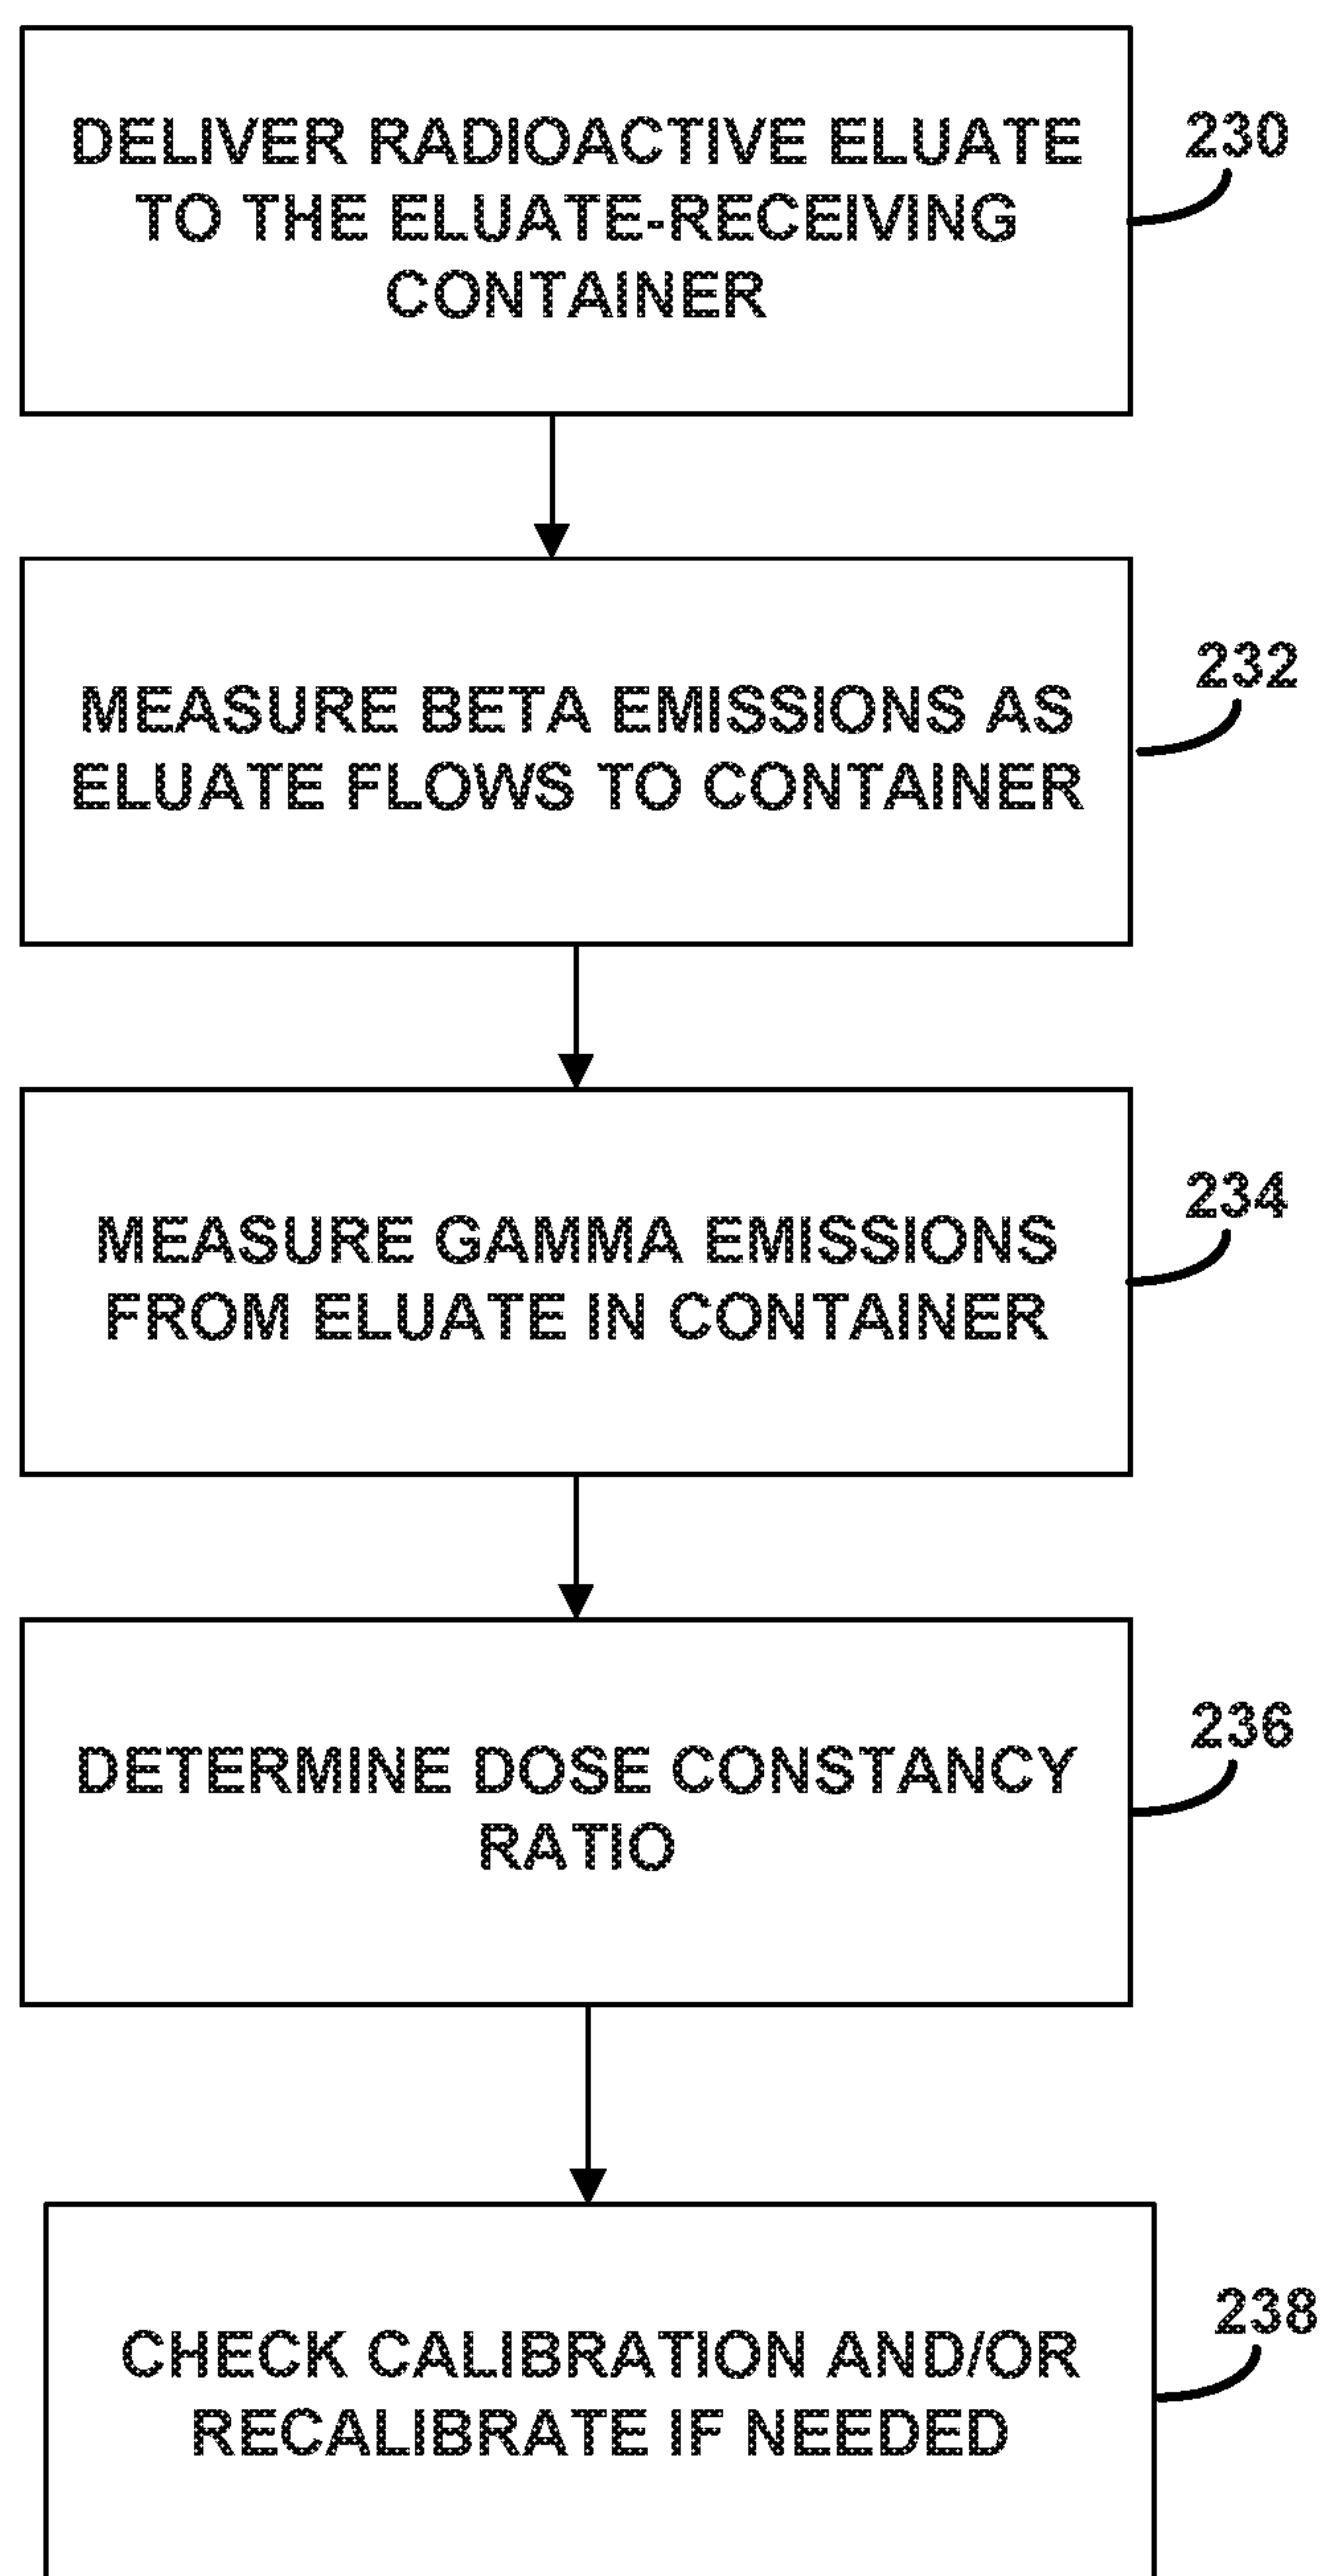 DELIVER RADIOACTIVE ELUATE
TO THE ELUATE-RECEIVING
CONTAINER
230
MEASURE BETA EMISSIONS AS
ELUATE FLOWS TO CONTAINER
232
MEASURE GAMMA EMISSIONS
FROM ELUATE IN CONTAINER
234
DETERMINE DOSE CONSTANCY
RATIO
236
CHECK CALIBRATION AND/OR
RECALIBRATE IF NEEDED
238